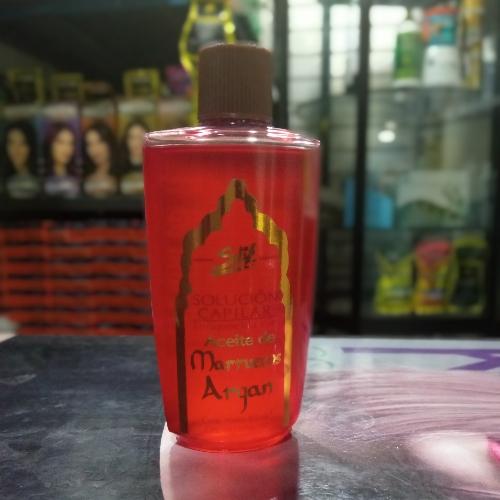 SOLUCIÓN
CAPILAR
Aceite de
Marruecos
Argan